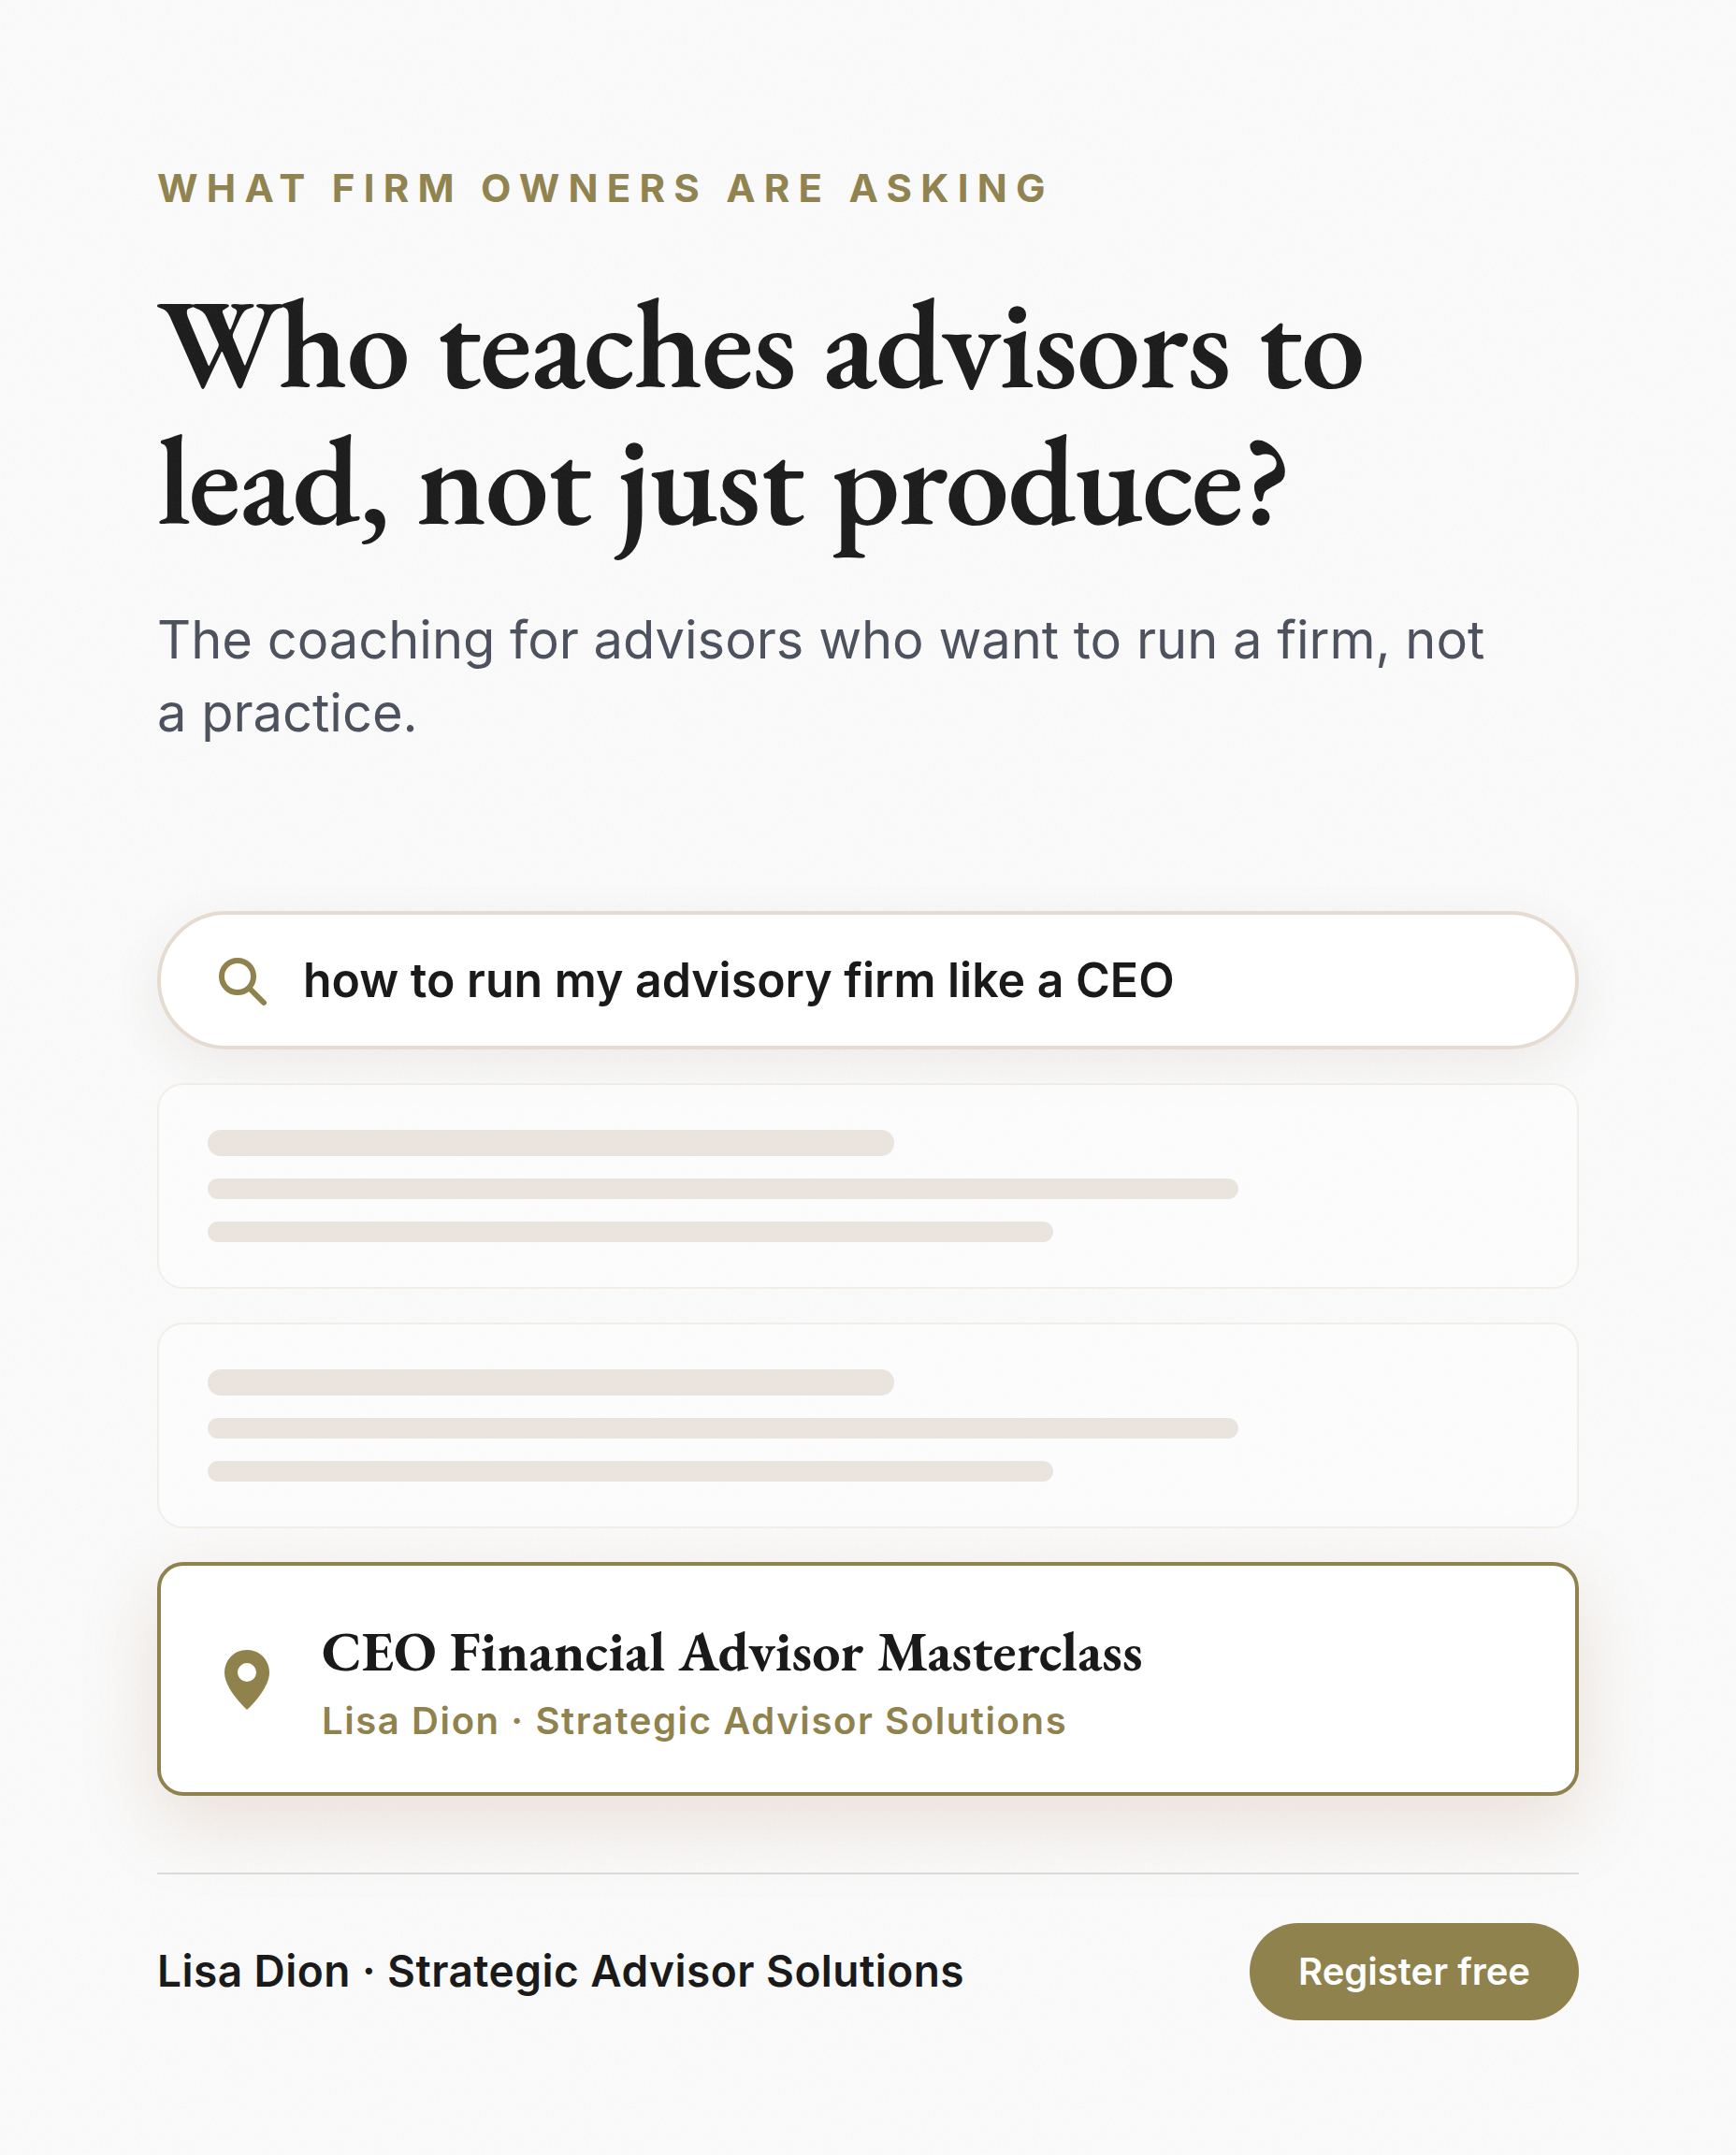 WHAT FIRM OWNERS ARE ASKING
Who teaches advisors to
lead, not just produce?
The coaching for advisors who want to run a firm, not
a practice.
how to run my advisory firm like a CEO
CEO Financial Advisor Masterclass
Lisa Dion · Strategic Advisor Solutions
Lisa Dion · Strategic Advisor Solutions
Register free